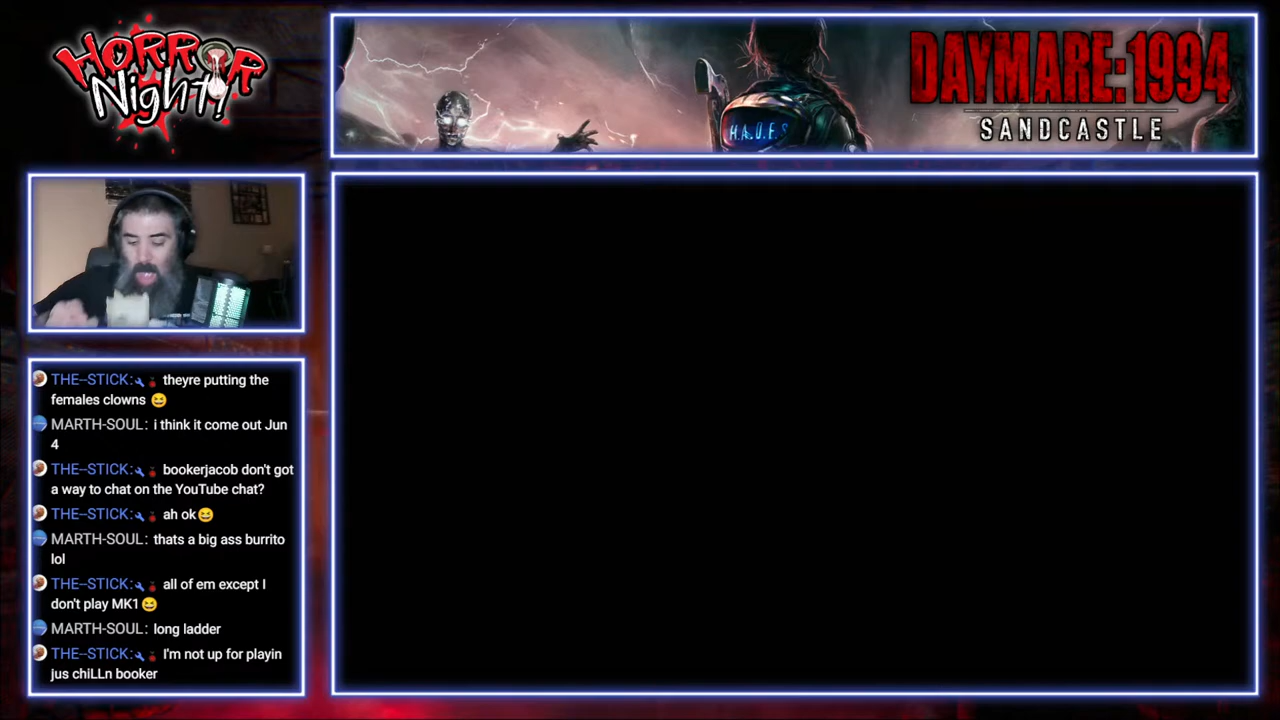 HORROR
Night!
DAYMARE:1994
SANDCASTLE
H.A.D.E.S
THE--STICK: theyre putting the
females clowns 😆
MARTH-SOUL: i think it come out Jun
4
THE--STICK: bookerjacob don't got
a way to chat on the YouTube chat?
THE--STICK: ah ok😆
MARTH-SOUL: thats a big ass burrito
lol
THE--STICK: all of em except I
don't play MK1😆
MARTH-SOUL: long ladder
THE--STICK: I'm not up for playin
jus chiLLn booker